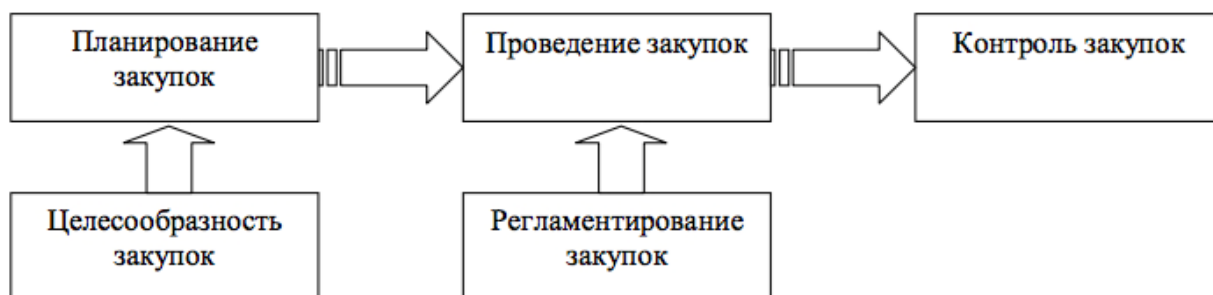 Планирование
закупок
Проведение закупок
Контроль закупок
Целесообразность
закупок
Регламентирование
закупок